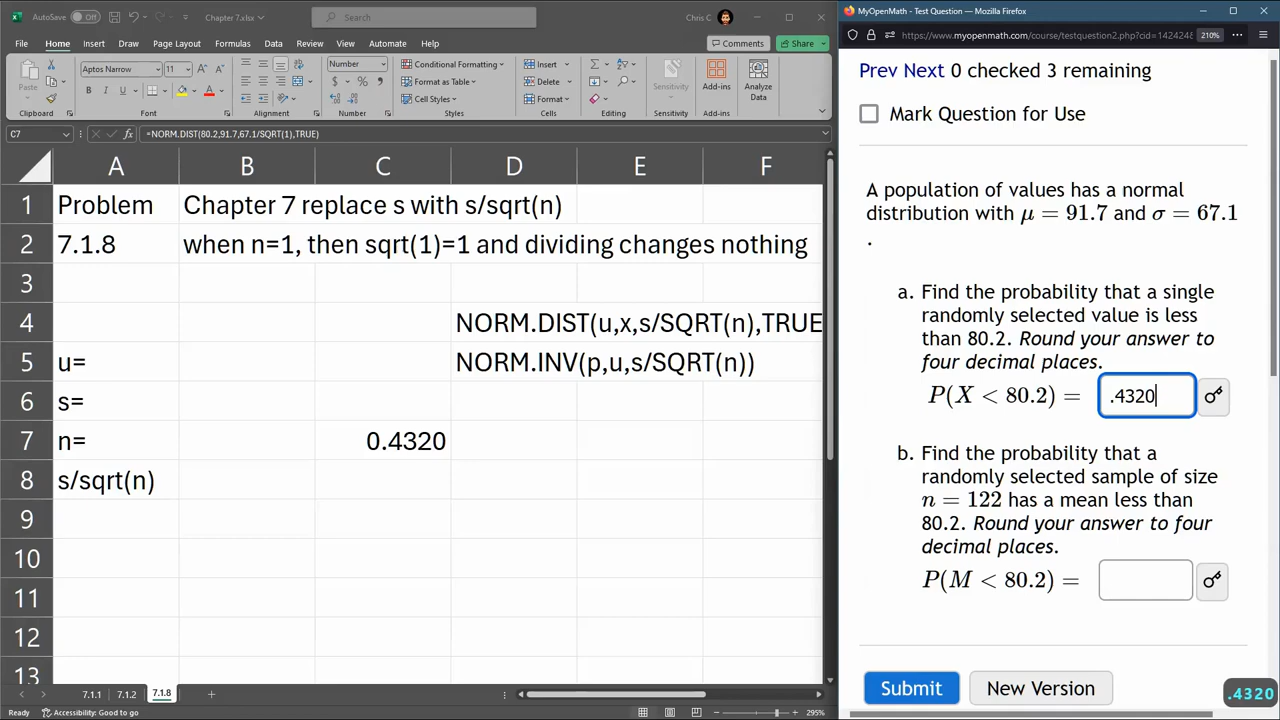 AutoSave Off Chapter 7.xlsx Search Chris C
File Home Insert Draw Page Layout Formulas Data Review View Automate Help Comments Share
Paste Aptos Narrow 11 Number Conditional Formatting Insert Sensitivity Add-ins Analyze Data
B I U A $ % Format as Table Delete
Cell Styles Format
Clipboard Font Alignment Number Styles Cells Editing Sensitivity Add-ins
C7 fx =NORM.DIST(80.2,91.7,67.1/SQRT(1),TRUE)
A B C D E F
1 Problem Chapter 7 replace s with s/sqrt(n)
2 7.1.8 when n=1, then sqrt(1)=1 and dividing changes nothing
3
4 NORM.DIST(u,x,s/SQRT(n),TRUE
5 u= NORM.INV(p,u,s/SQRT(n))
6 s=
7 n= 0.4320
8 s/sqrt(n)
9
10
11
12
13
7.1.1 7.1.2 7.1.8
Ready Accessibility: Good to go 295%
MyOpenMath - Test Question — Mozilla Firefox
https://www.myopenmath.com/course/testquestion2.php?cid=1424248 210%
Prev Next 0 checked 3 remaining
Mark Question for Use
A population of values has a normal
distribution with μ = 91.7 and σ = 67.1
.
a. Find the probability that a single
randomly selected value is less
than 80.2. Round your answer to
four decimal places.
P(X < 80.2) = .4320
b. Find the probability that a
randomly selected sample of size
n = 122 has a mean less than
80.2. Round your answer to four
decimal places.
P(M < 80.2) =
Submit New Version
.4320